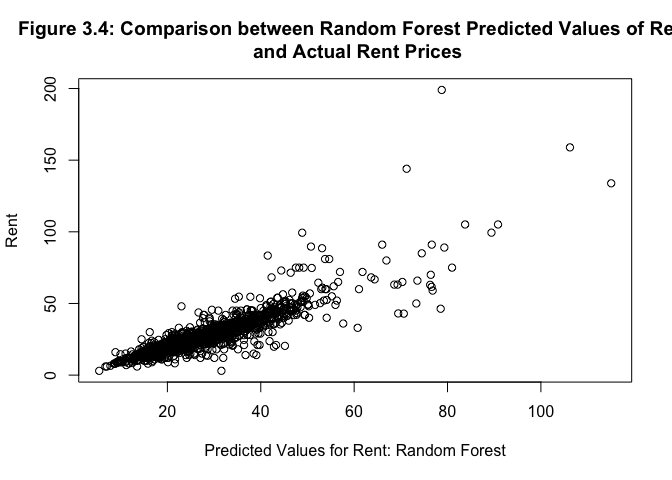 Figure 3.4: Comparison between Random Forest Predicted Values of Re
and Actual Rent Prices
200
150
100
50
0
Rent
20 40 60 80 100
Predicted Values for Rent: Random Forest